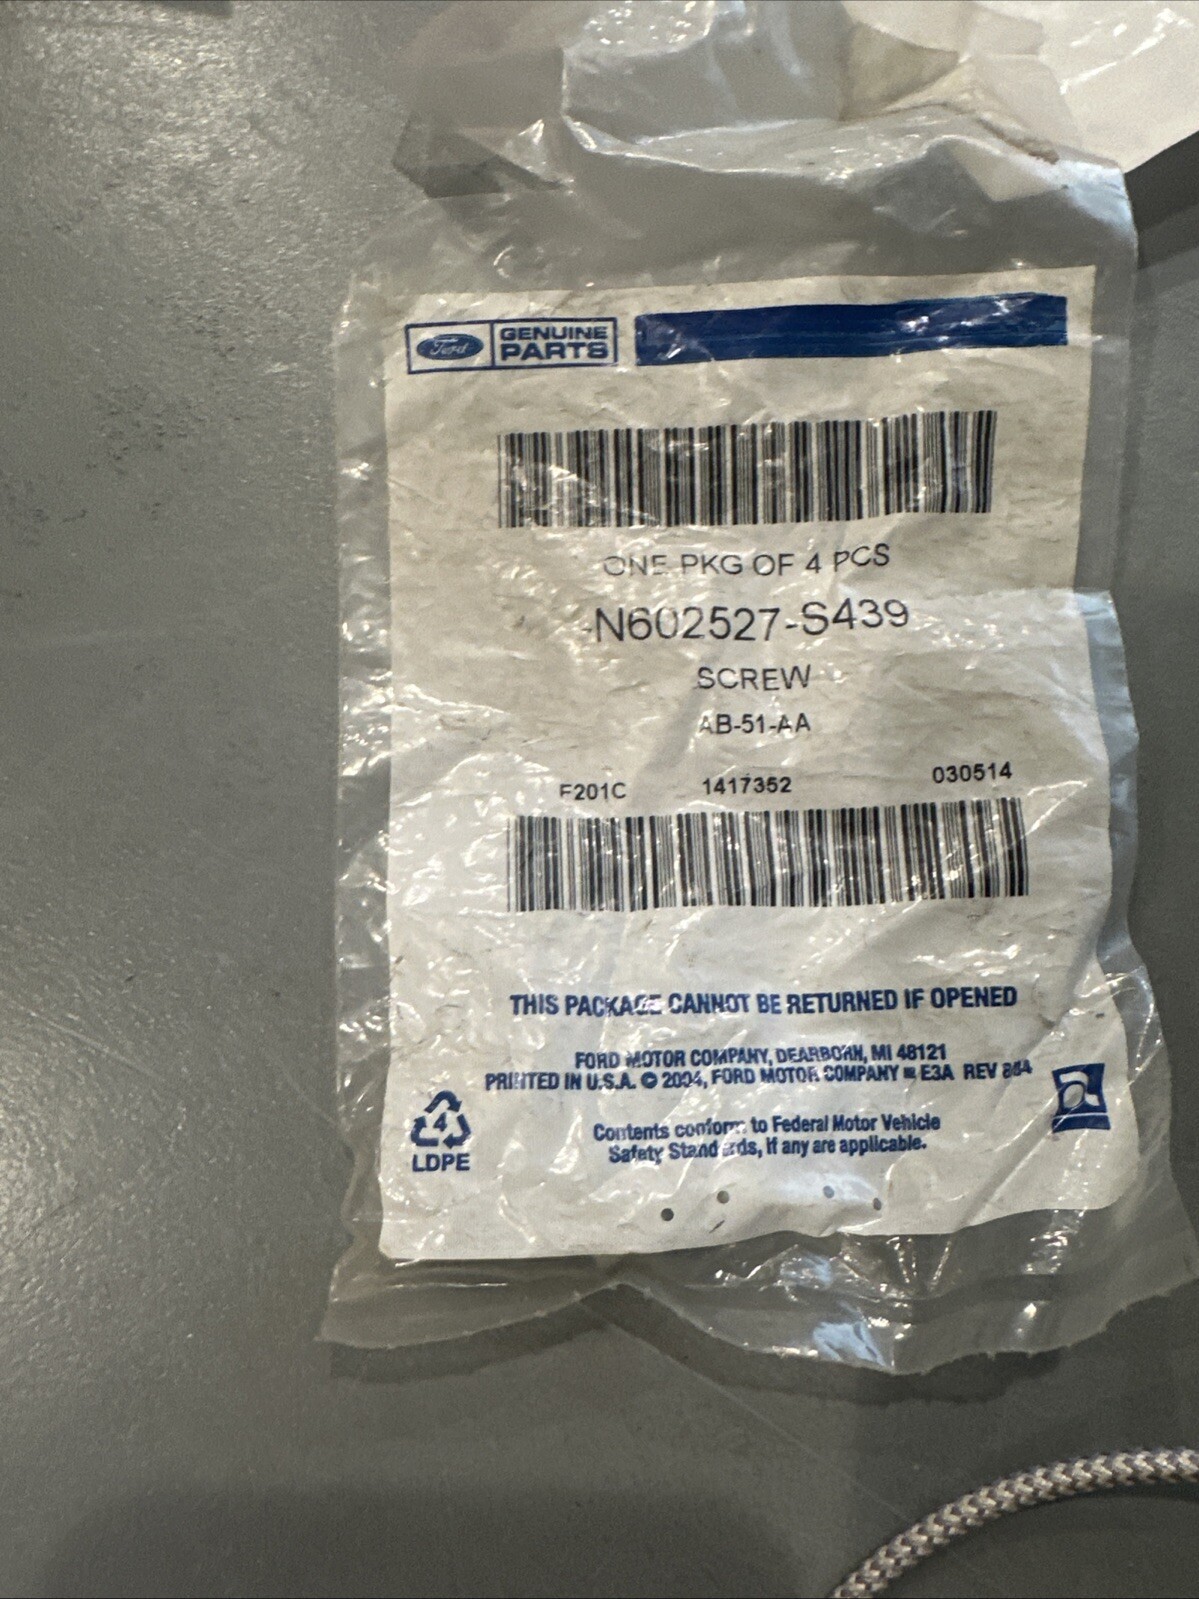 Ford GENUINE
PARTS
ONE PKG OF 4 PCS
N602527-S439
SCREW
AB-51-AA
F201C 1417352 030514
THIS PACKAGE CANNOT BE RETURNED IF OPENED
FORD MOTOR COMPANY, DEARBORN, MI 48121
PRINTED IN U.S.A. © 2004, FORD MOTOR COMPANY E3A REV
Contents conform to Federal Motor Vehicle
Safety Standards, if any are applicable.
4
LDPE